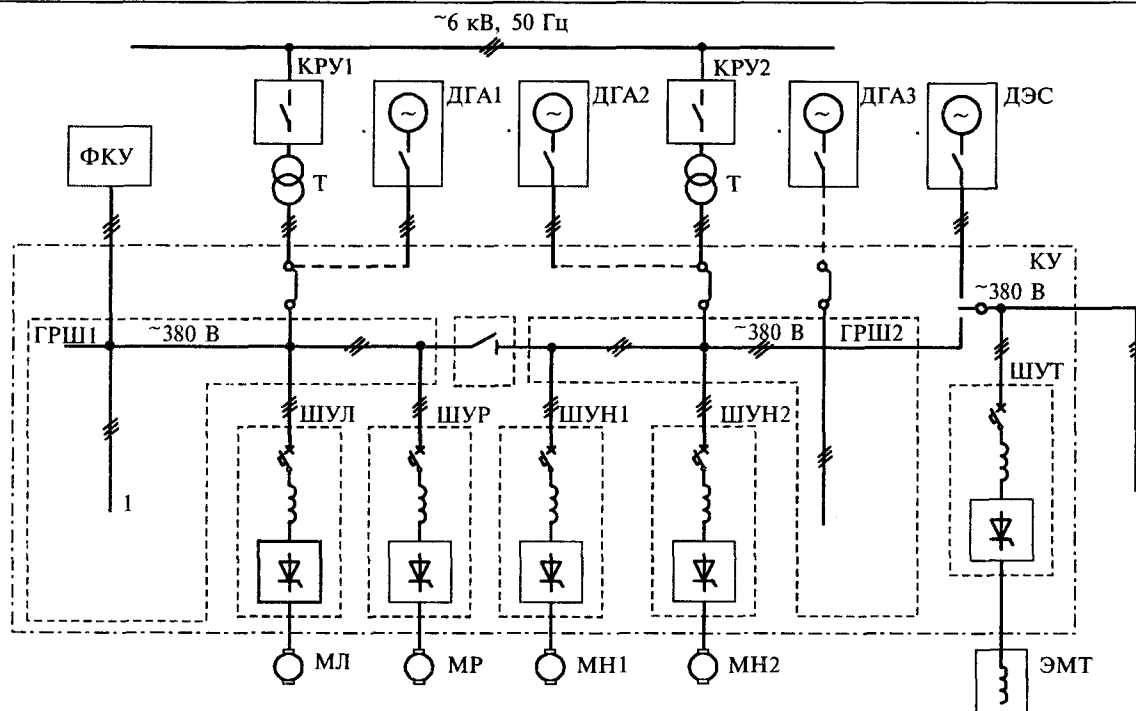 ~6 кВ, 50 Гц
КРУ1
ДГА1
ДГА2
КРУ2
ДГА3
ДЭС
ФКУ
Т
Т
КУ
~380 В
ГРШ1
~380 В
~380 В
ГРШ2
ШУТ
ШУЛ
ШУР
ШУН1
ШУН2
1
МЛ
МР
МН1
МН2
ЭМТ
~
~
~
~